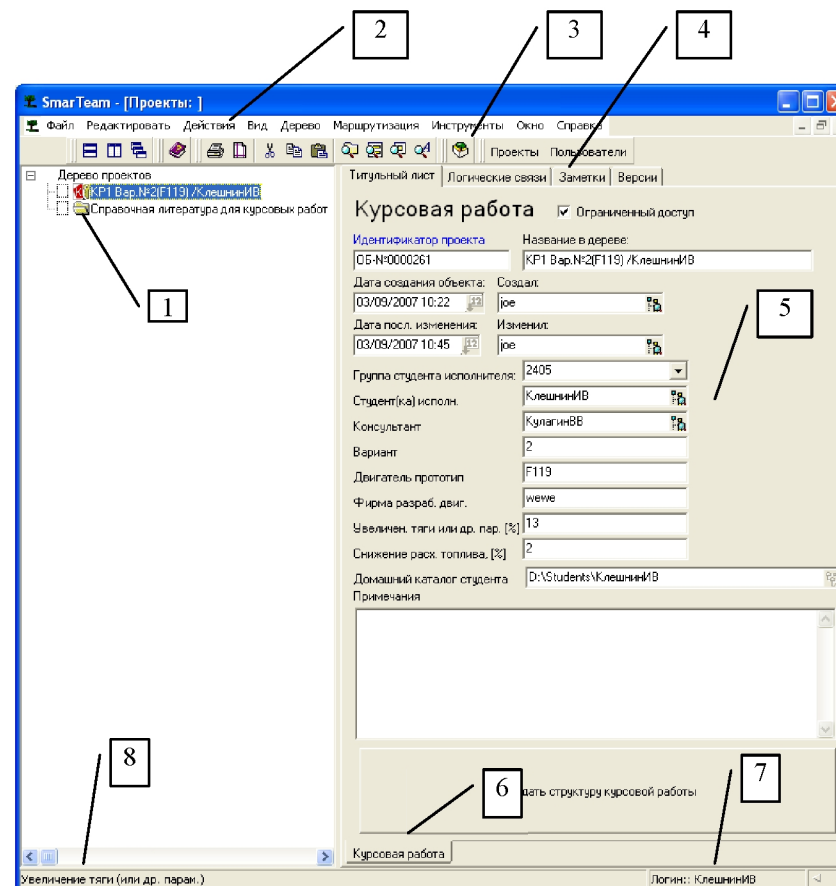 2
3
4
SmarTeam - [Проекты: ]
Файл Редактировать Действия Вид Дерево Маршрутизация Инструменты Окно Справка
Проекты Пользователи
Дерево проектов
КР1 Вар.№2(F119) /КлешнинИВ
Справочная литература для курсовых работ
1
Титульный лист Логические связи Заметки Версии
Курсовая работа Ограниченный доступ
Идентификатор проекта Название в дереве:
ОБ-№0000261 КР1 Вар.№2(F119) /КлешнинИВ
Дата создания объекта: Создал:
03/09/2007 10:22 12 joe
5
Дата посл. изменения: Изменил:
03/09/2007 10:45 12 joe
Группа студента исполнителя: 2405
Студент(ка) исполн. КлешнинИВ
Консультант КулагинВВ
Вариант 2
Двигатель прототип F119
Фирма разраб. двиг. wewe
Увеличен. тяги или др. пар. [%] 13
Снижение расх. топлива, [%] 2
Домашний каталог студента D:\Students\КлешнинИВ
Примечания
8
6
7
дать структуру курсовой работы
Курсовая работа
Увеличение тяги (или др. парам.)
Логин:: КлешнинИВ